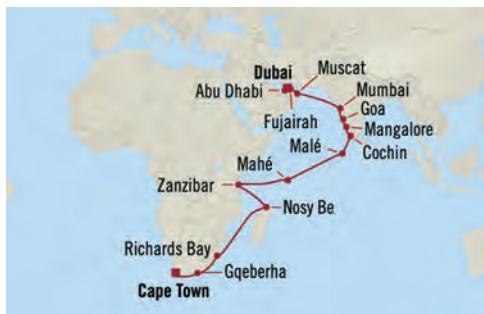 Dubai
Muscat
Abu Dhabi
Mumbai
Goa
Fujairah
Mangalore
Malé
Cochin
Mahé
Zanzibar
Nosy Be
Richards Bay
Gqeberha
Cape Town